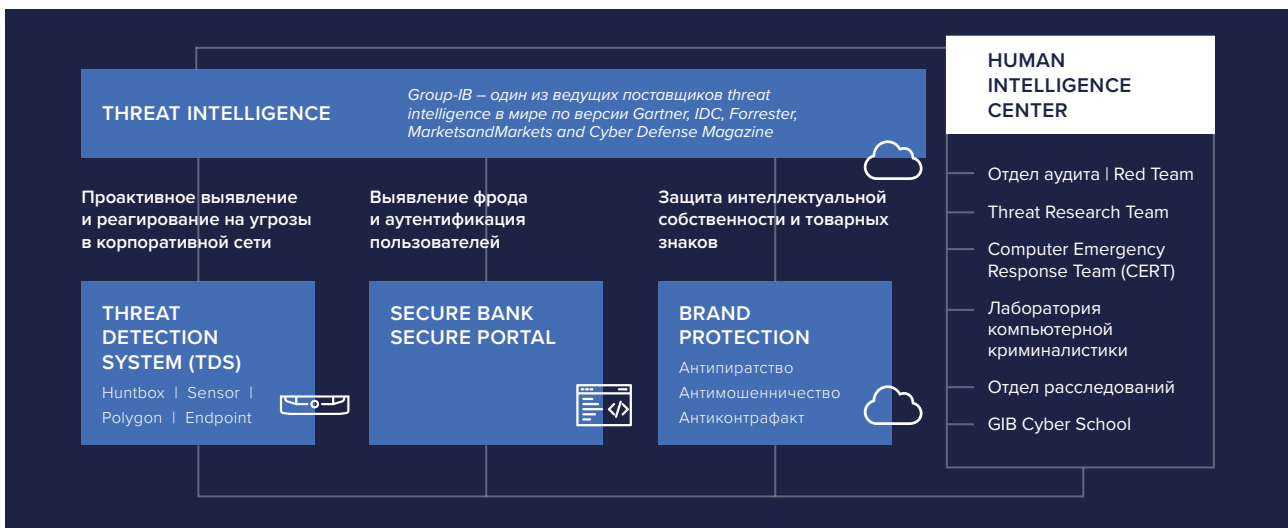 THREAT INTELLIGENCE
Group-IB – один из ведущих поставщиков threat
intelligence в мире по версии Gartner, IDC, Forrester,
MarketsandMarkets and Cyber Defense Magazine
Проактивное выявление
и реагирование на угрозы
в корпоративной сети
Выявление фрода
и аутентификация
пользователей
Защита интеллектуальной
собственности и товарных
знаков
THREAT
DETECTION
SYSTEM (TDS)
Huntbox | Sensor |
Polygon | Endpoint
SECURE BANK
SECURE PORTAL
BRAND
PROTECTION
Антипиратство
Антимошенничество
Антиконтрафакт
HUMAN
INTELLIGENCE
CENTER
Отдел аудита | Red Team
Threat Research Team
Computer Emergency
Response Team (CERT)
Лаборатория
компьютерной
криминалистики
Отдел расследований
GIB Cyber School